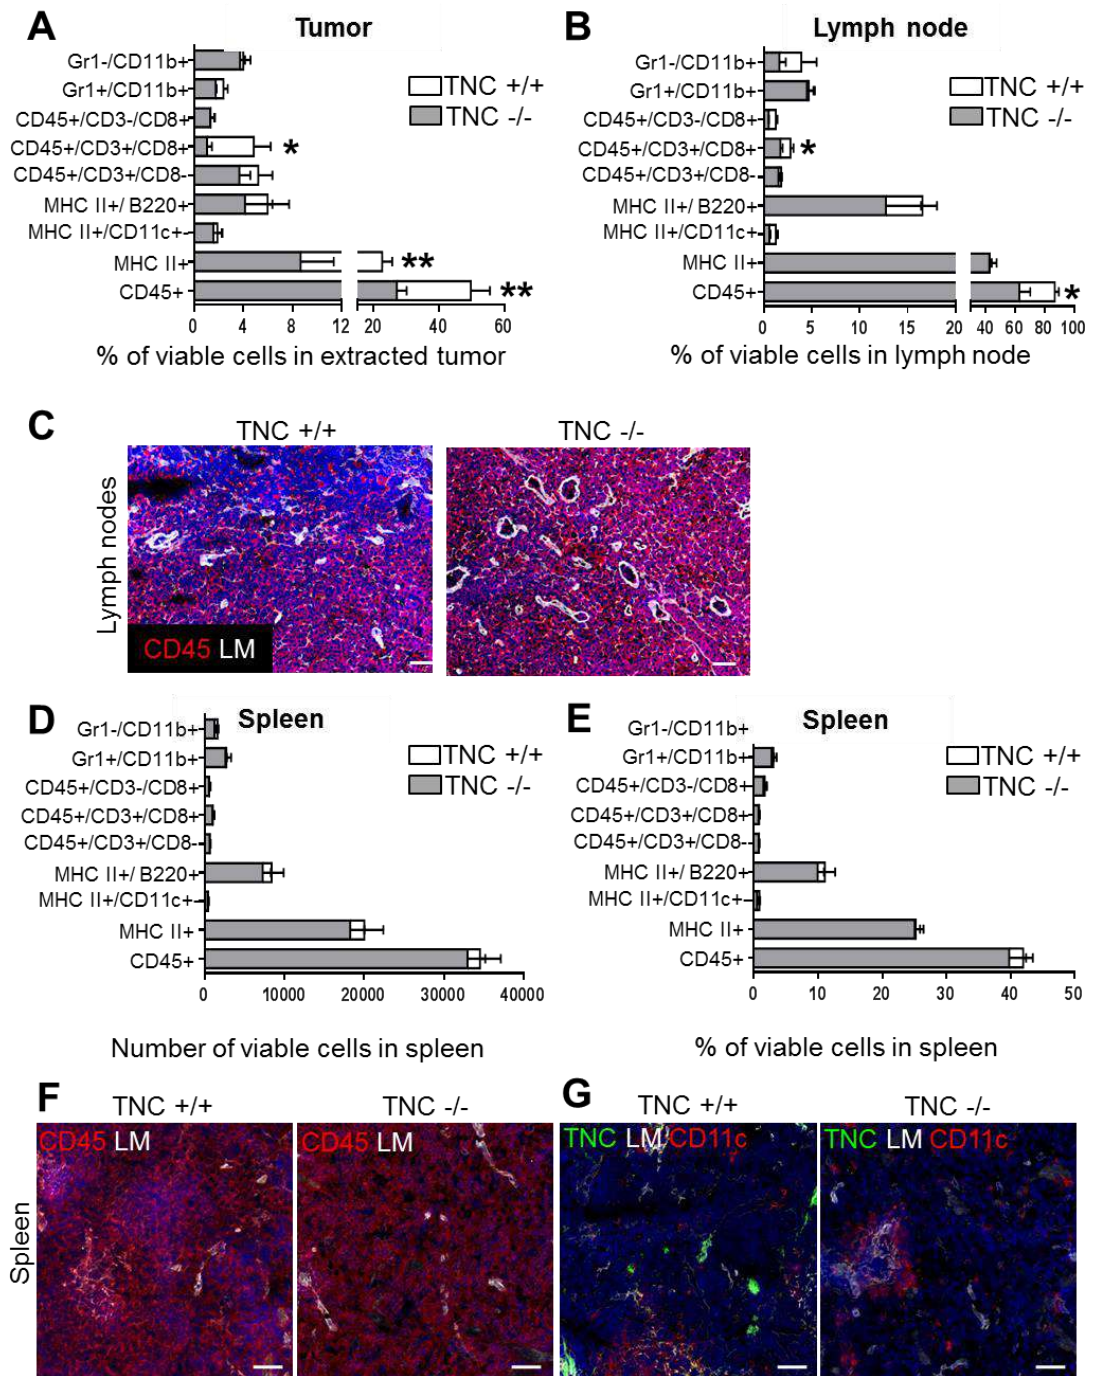 A
Tumor
Gr1-/CD11b+
Gr1+/CD11b+
CD45+/CD3-/CD8+
CD45+/CD3+/CD8+
CD45+/CD3+/CD8-
MHC II+/ B220+
MHC II+/CD11c+
MHC II+
CD45+
TNC +/+
TNC -/-
*
**
**
0 4 8 12 20 40 60
% of viable cells in extracted tumor
B
Lymph node
Gr1-/CD11b+
Gr1+/CD11b+
CD45+/CD3-/CD8+
CD45+/CD3+/CD8+
CD45+/CD3+/CD8-
MHC II+/ B220+
MHC II+/CD11c+
MHC II+
CD45+
TNC +/+
TNC -/-
*
*
0 5 10 15 20 40 60 80 100
% of viable cells in lymph node
C
TNC +/+
TNC -/-
Lymph nodes
CD45 LM
D
Spleen
Gr1-/CD11b+
Gr1+/CD11b+
CD45+/CD3-/CD8+
CD45+/CD3+/CD8+
CD45+/CD3+/CD8-
MHC II+/ B220+
MHC II+/CD11c+
MHC II+
CD45+
TNC +/+
TNC -/-
0 10000 20000 30000 40000
Number of viable cells in spleen
E
Spleen
Gr1-/CD11b+
Gr1+/CD11b+
CD45+/CD3-/CD8+
CD45+/CD3+/CD8+
CD45+/CD3+/CD8-
MHC II+/ B220+
MHC II+/CD11c+
MHC II+
CD45+
TNC +/+
TNC -/-
0 10 20 30 40 50
% of viable cells in spleen
F
TNC +/+
TNC -/-
Spleen
CD45 LM
CD45 LM
G
TNC +/+
TNC -/-
TNC LM CD11c
TNC LM CD11c